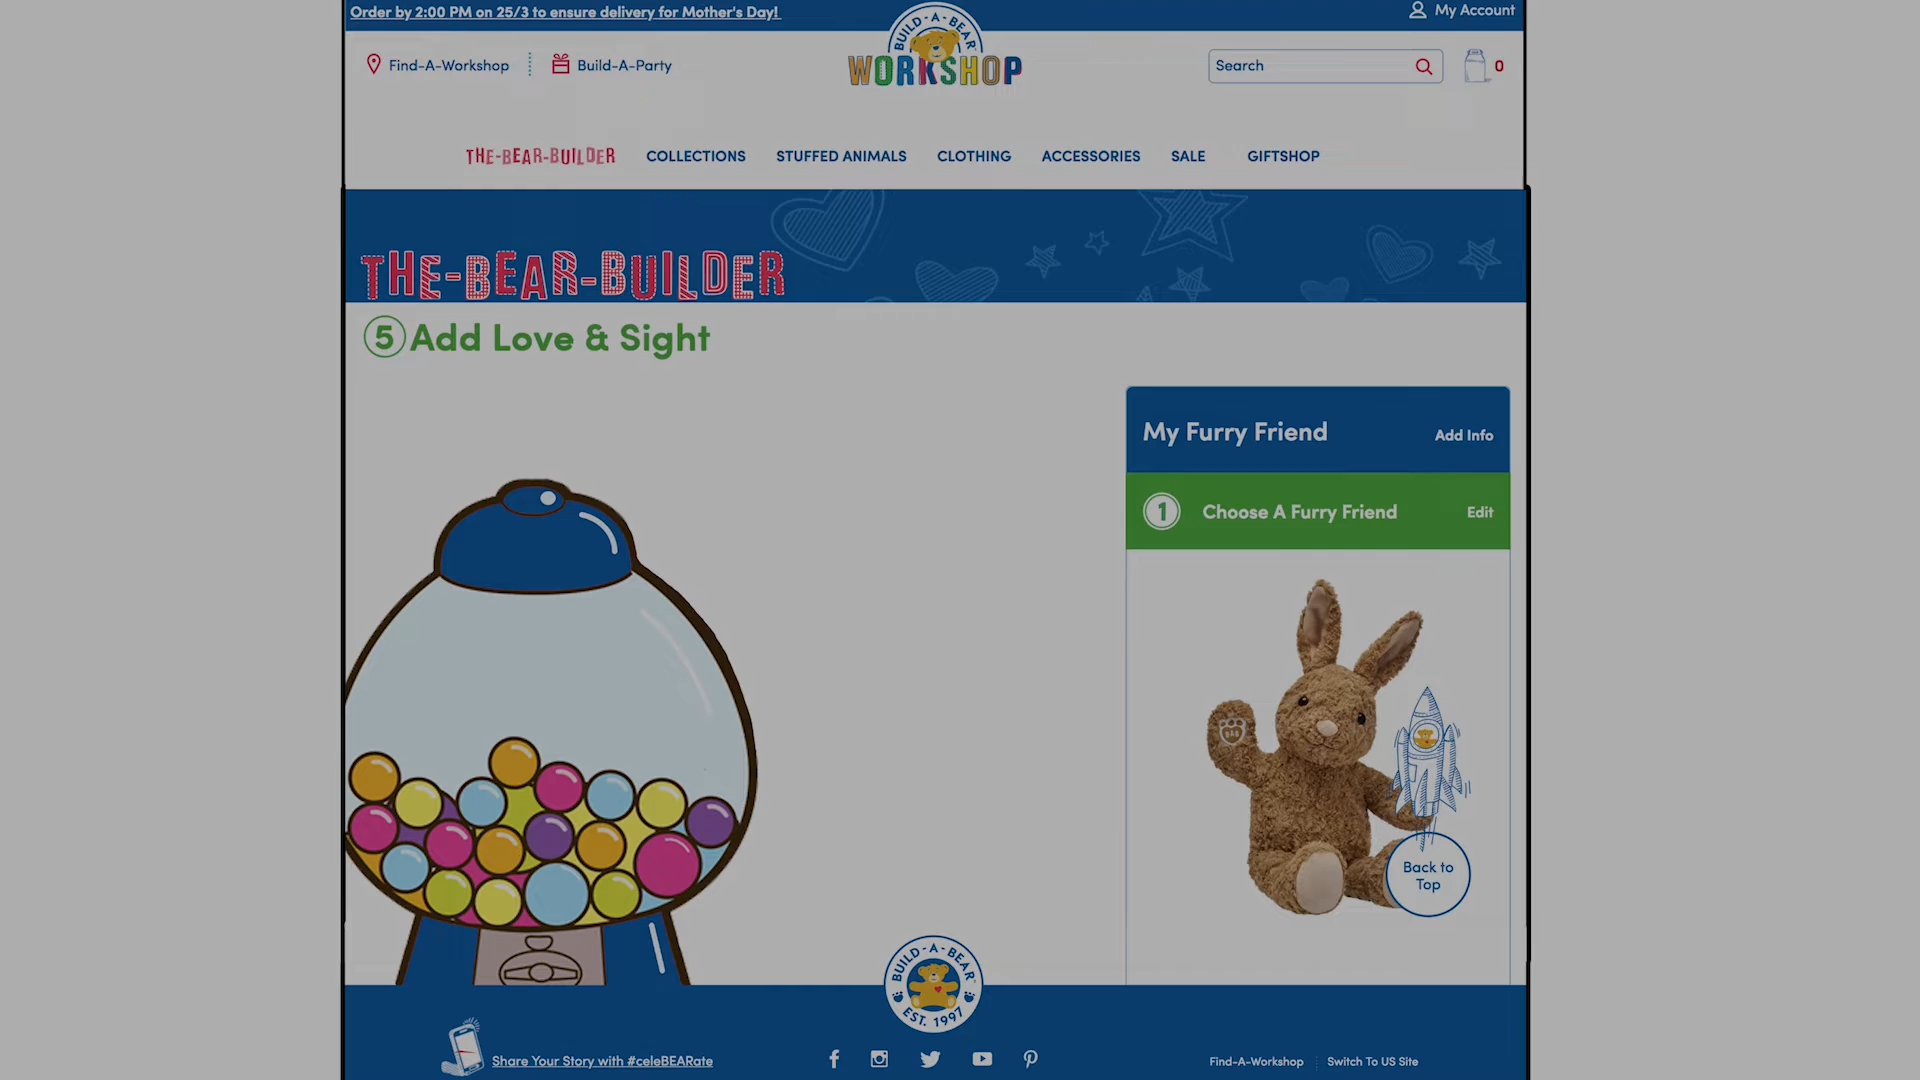 Order by 2:00 PM on 25/3 to ensure delivery for Mother's Day!
My Account
Find-A-Workshop
Build-A-Party
BUILD-A-BEAR
WORKSHOP
Search
0
THE-BEAR-BUILDER
COLLECTIONS
STUFFED ANIMALS
CLOTHING
ACCESSORIES
SALE
GIFTSHOP
THE-BEAR-BUILDER
5 Add Love & Sight
My Furry Friend
Add Info
1 Choose A Furry Friend
Edit
BAB
Back to
Top
BUILD-A-BEAR
EST. 1997
Share Your Story with #celeBEARate
Find-A-Workshop
Switch To US Site